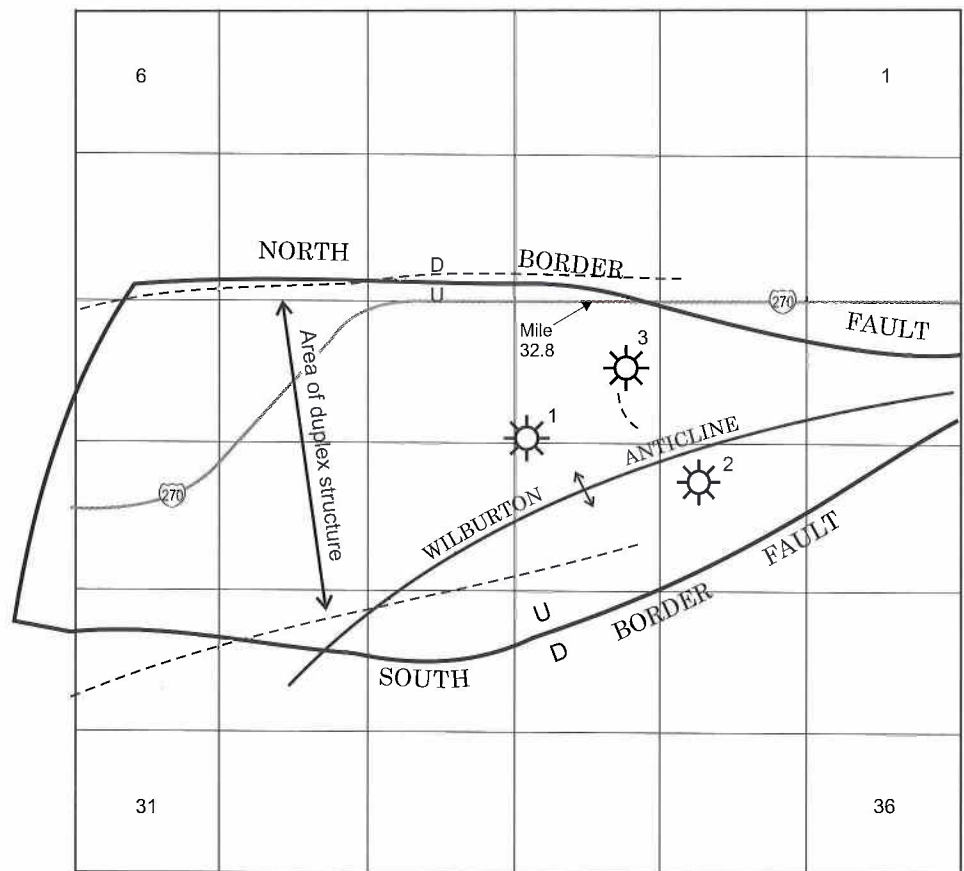 6
1
NORTH
D
BORDER
U
270
Mile
32.8
FAULT
3
Area of duplex structure
1
ANTICLINE
2
270
WILBURTON
FAULT
U
BORDER
D
SOUTH
31
36